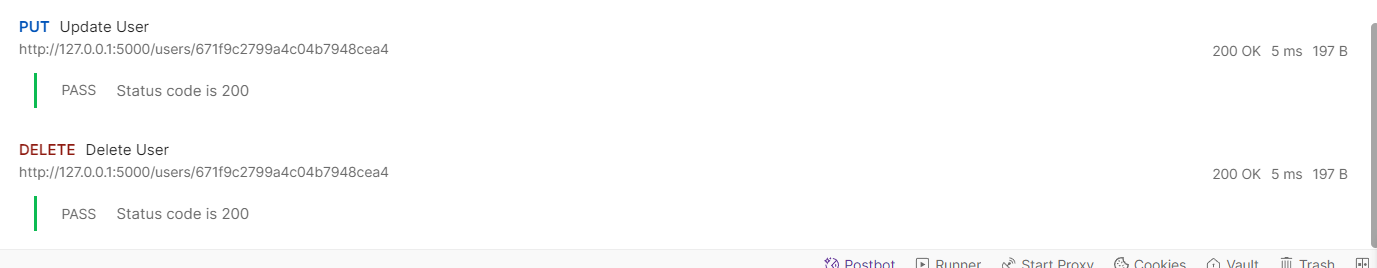 PUT Update User
http://127.0.0.1:5000/users/671f9c2799a4c04b7948cea4
200 OK 5 ms 197 B
PASS Status code is 200
DELETE Delete User
http://127.0.0.1:5000/users/671f9c2799a4c04b7948cea4
200 OK 5 ms 197 B
PASS Status code is 200
Postbot Runner Start Proxy Cookies Vault Trash